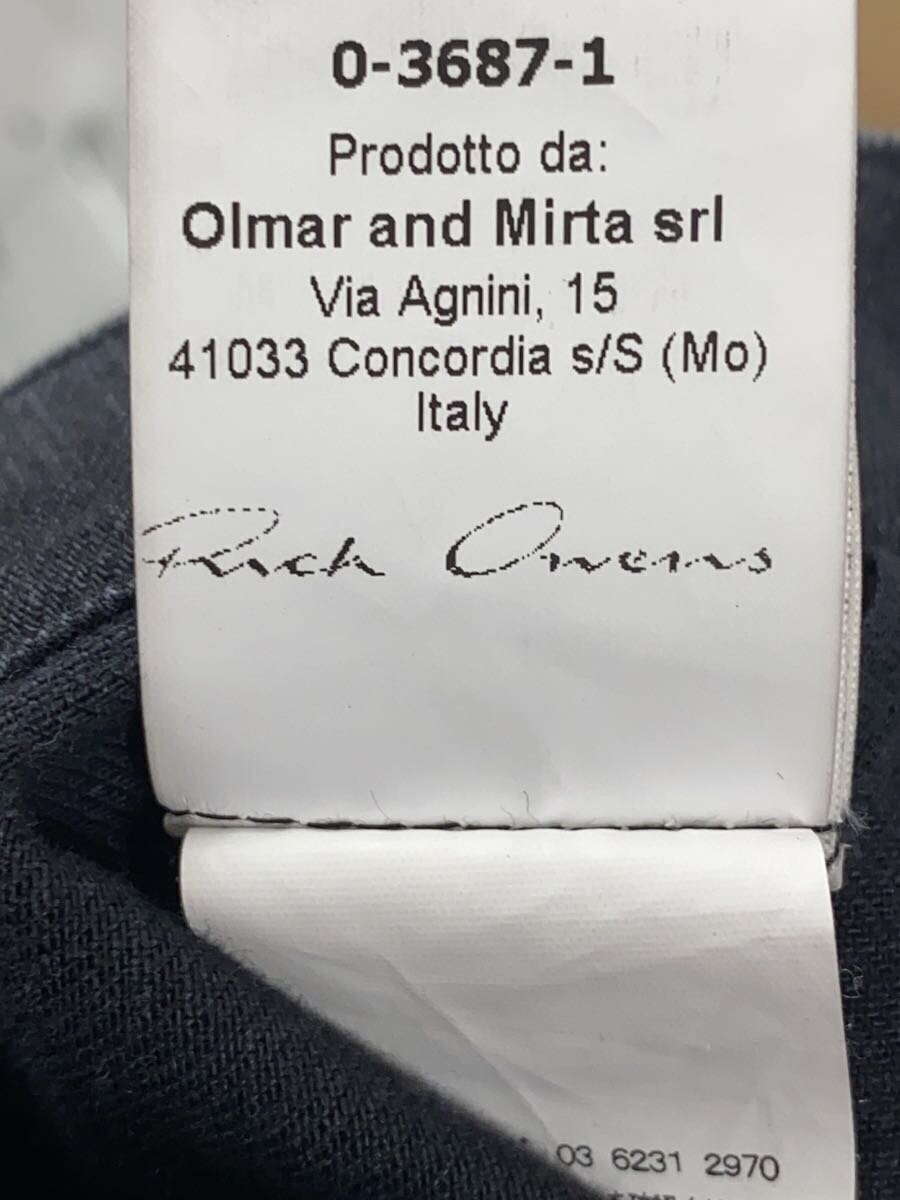 0-3687-1
Prodotto da:
Olmar and Mirta srl
Via Agnini, 15
41033 Concordia s/S (Mo)
Italy
Rick Owens
03 6231 2970